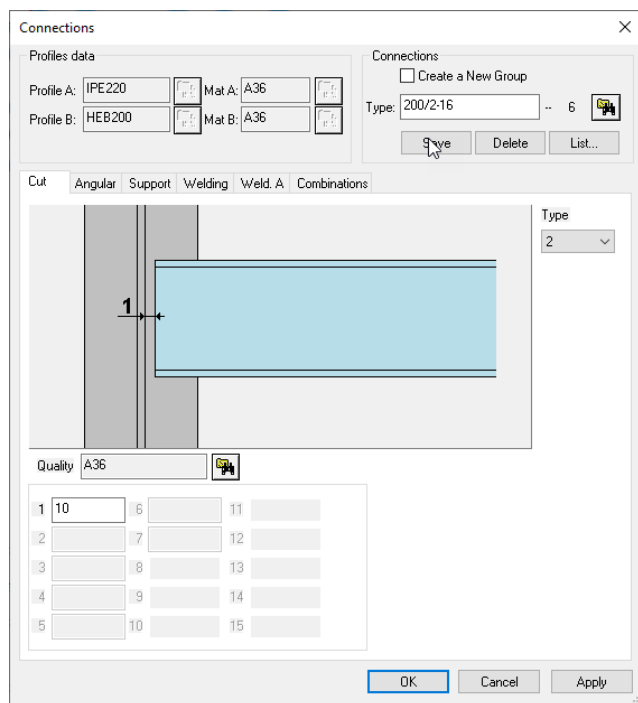 Connections
Profiles data
Profile A: IPE220 Mat A: A36
Profile B: HEB200 Mat B: A36
Connections
Create a New Group
Type: 200/2-16 -- 6
Save Delete List...
Cut Angular Support Welding Weld. A Combinations
Type
2
1
Quality A36
1 10 6 11
2 7 12
3 8 13
4 9 14
5 10 15
OK Cancel Apply